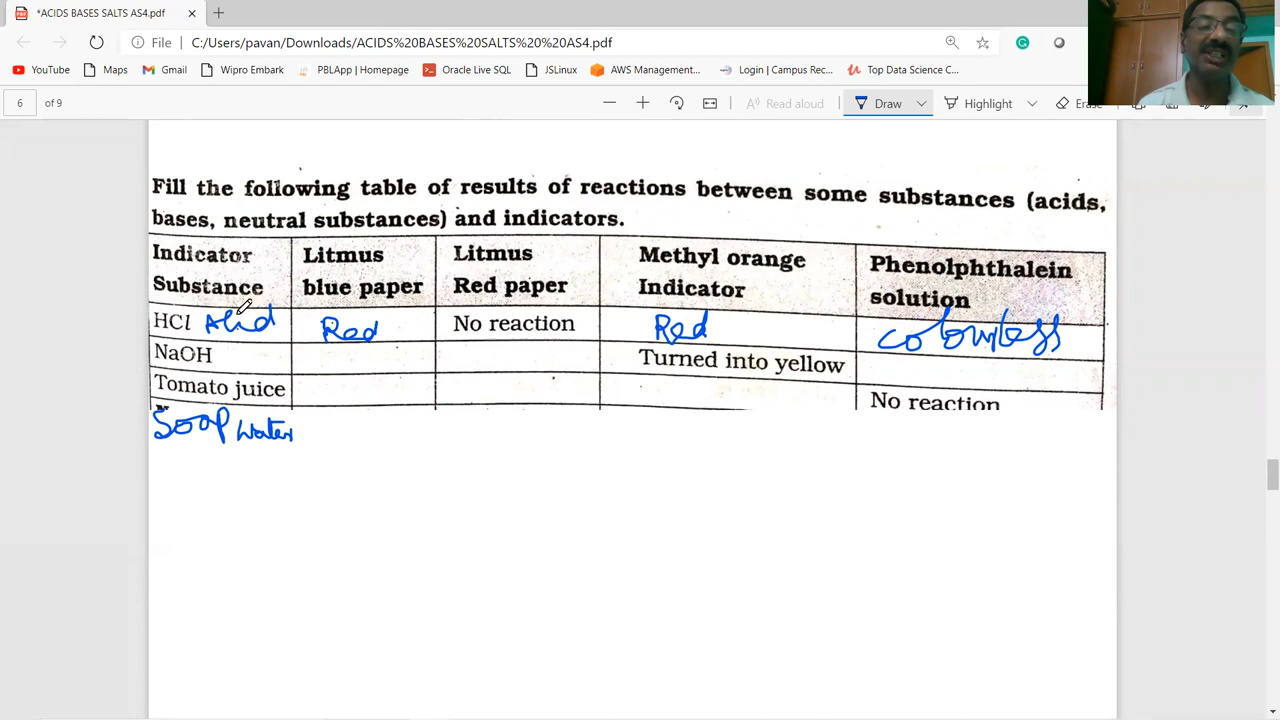 *ACIDS BASES SALTS AS4.pdf
File C:/Users/pavan/Downloads/ACIDS%20BASES%20SALTS%20%20AS4.pdf
YouTube Maps Gmail Wipro Embark PBLApp | Homepage Oracle Live SQL JSLinux AWS Management... Login | Campus Rec... Top Data Science C...
6 of 9 Read aloud Draw Highlight Erase
Fill the following table of results of reactions between some substances (acids,
bases, neutral substances) and indicators.
Indicator Litmus Litmus Methyl orange Phenolphthalein
Substance blue paper Red paper Indicator solution
HCl Acid Red No reaction Red colourless
NaOH Turned into yellow
Tomato juice No reaction
Soap water